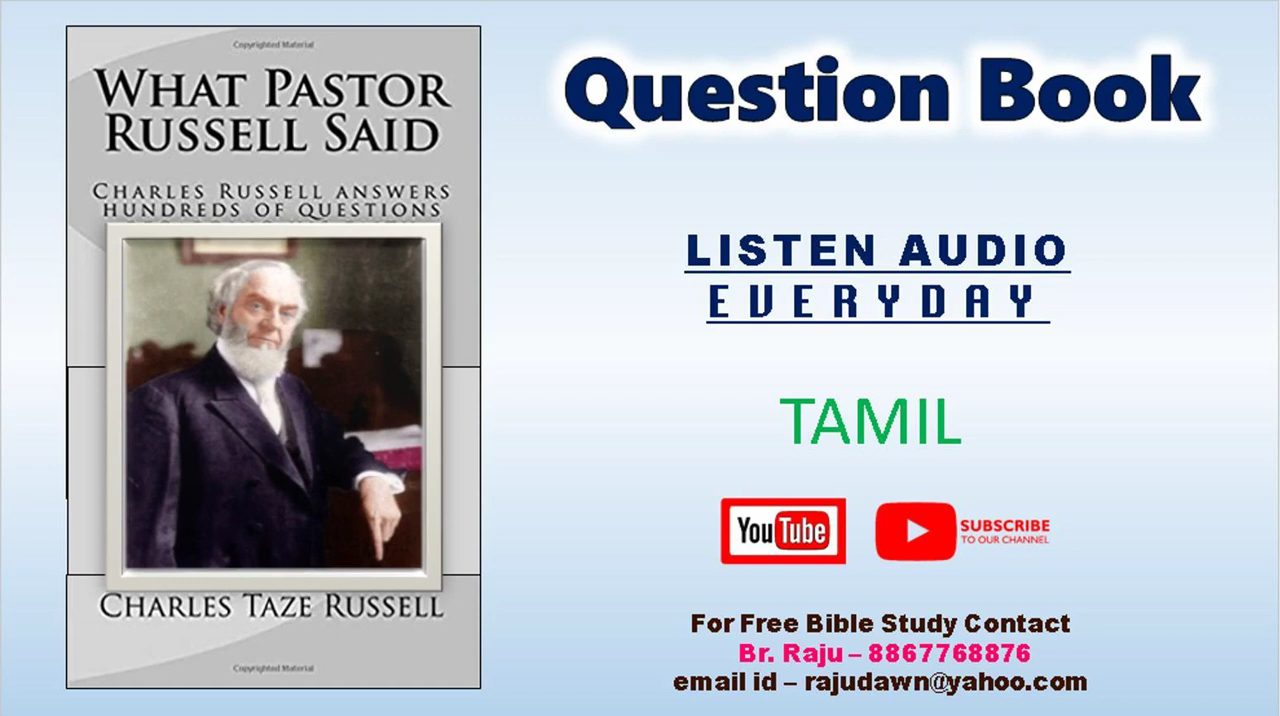 Copyrighted Material
WHAT PASTOR
RUSSELL SAID
CHARLES RUSSELL ANSWERS
HUNDREDS OF QUESTIONS
CHARLES TAZE RUSSELL
Copyrighted Material
Question Book
LISTEN AUDIO
EVERYDAY
TAMIL
YouTube
SUBSCRIBE
TO OUR CHANNEL
For Free Bible Study Contact
Br. Raju – 8867768876
email id – rajudawn@yahoo.com